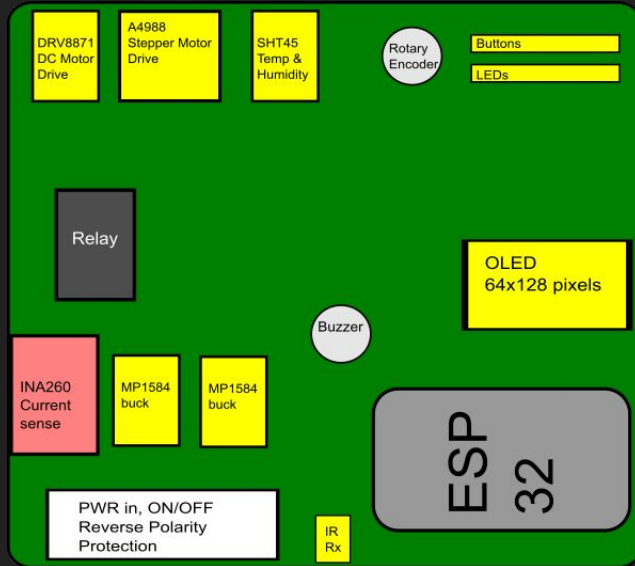 DRV8871
DC Motor
Drive
A4988
Stepper Motor
Drive
SHT45
Temp &
Humidity
Rotary
Encoder
Buttons
LEDs
Relay
OLED
64x128 pixels
Buzzer
INA260
Current
sense
MP1584
buck
MP1584
buck
ESP
32
PWR in, ON/OFF
Reverse Polarity
Protection
IR
Rx